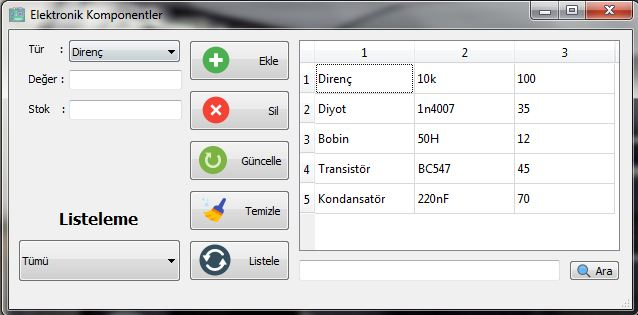 Elektronik Komponentler
Tür : Direnç
Değer :
Stok :
Listeleme
Tümü
Ekle
Sil
Güncelle
Temizle
Listele
1 2 3
1 Direnç 10k 100
2 Diyot 1n4007 35
3 Bobin 50H 12
4 Transistör BC547 45
5 Kondansatör 220nF 70
Ara